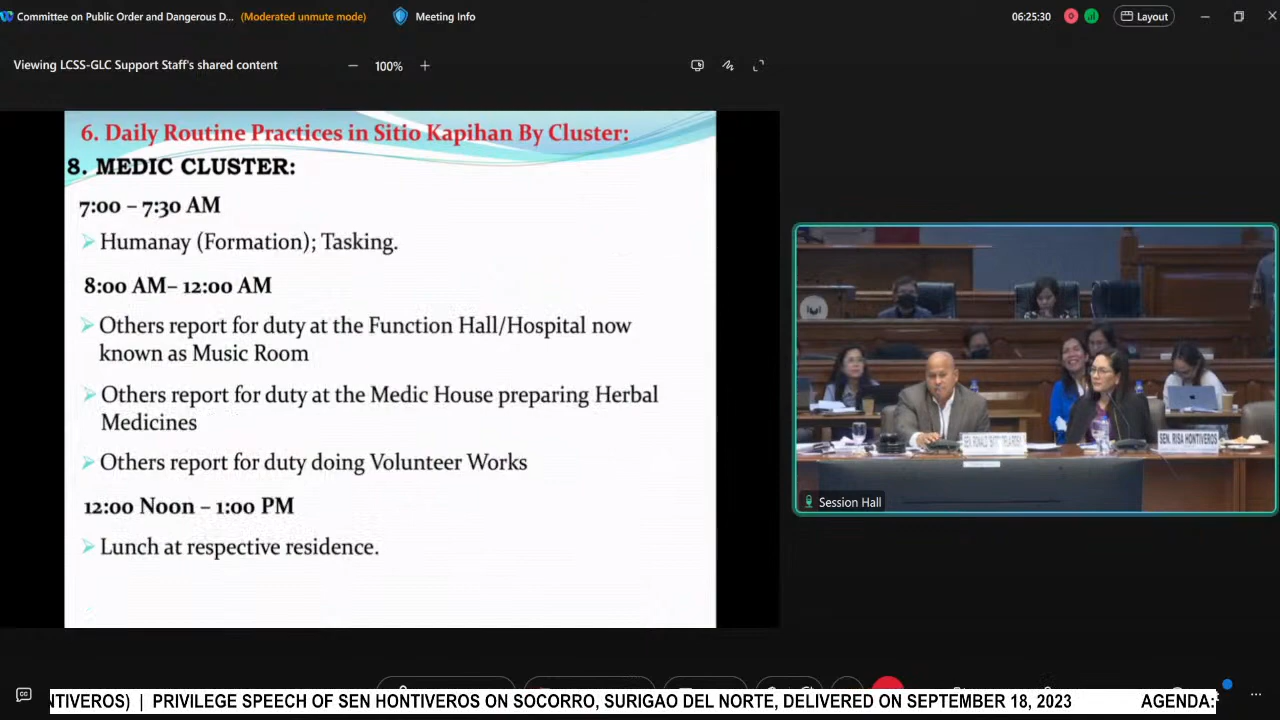 Committee on Public Order and Dangerous D... (Moderated unmute mode) Meeting Info 06:25:30 Layout
Viewing LCSS-GLC Support Staff's shared content 100%
6. Daily Routine Practices in Sitio Kapihan By Cluster:
8. MEDIC CLUSTER:
7:00 – 7:30 AM
Humanay (Formation); Tasking.
8:00 AM– 12:00 AM
Others report for duty at the Function Hall/Hospital now
known as Music Room
Others report for duty at the Medic House preparing Herbal
Medicines
Others report for duty doing Volunteer Works
12:00 Noon – 1:00 PM
Lunch at respective residence.
SEN. RISA HONTIVEROS
Session Hall
NTIVEROS) | PRIVILEGE SPEECH OF SEN HONTIVEROS ON SOCORRO, SURIGAO DEL NORTE, DELIVERED ON SEPTEMBER 18, 2023 AGENDA: